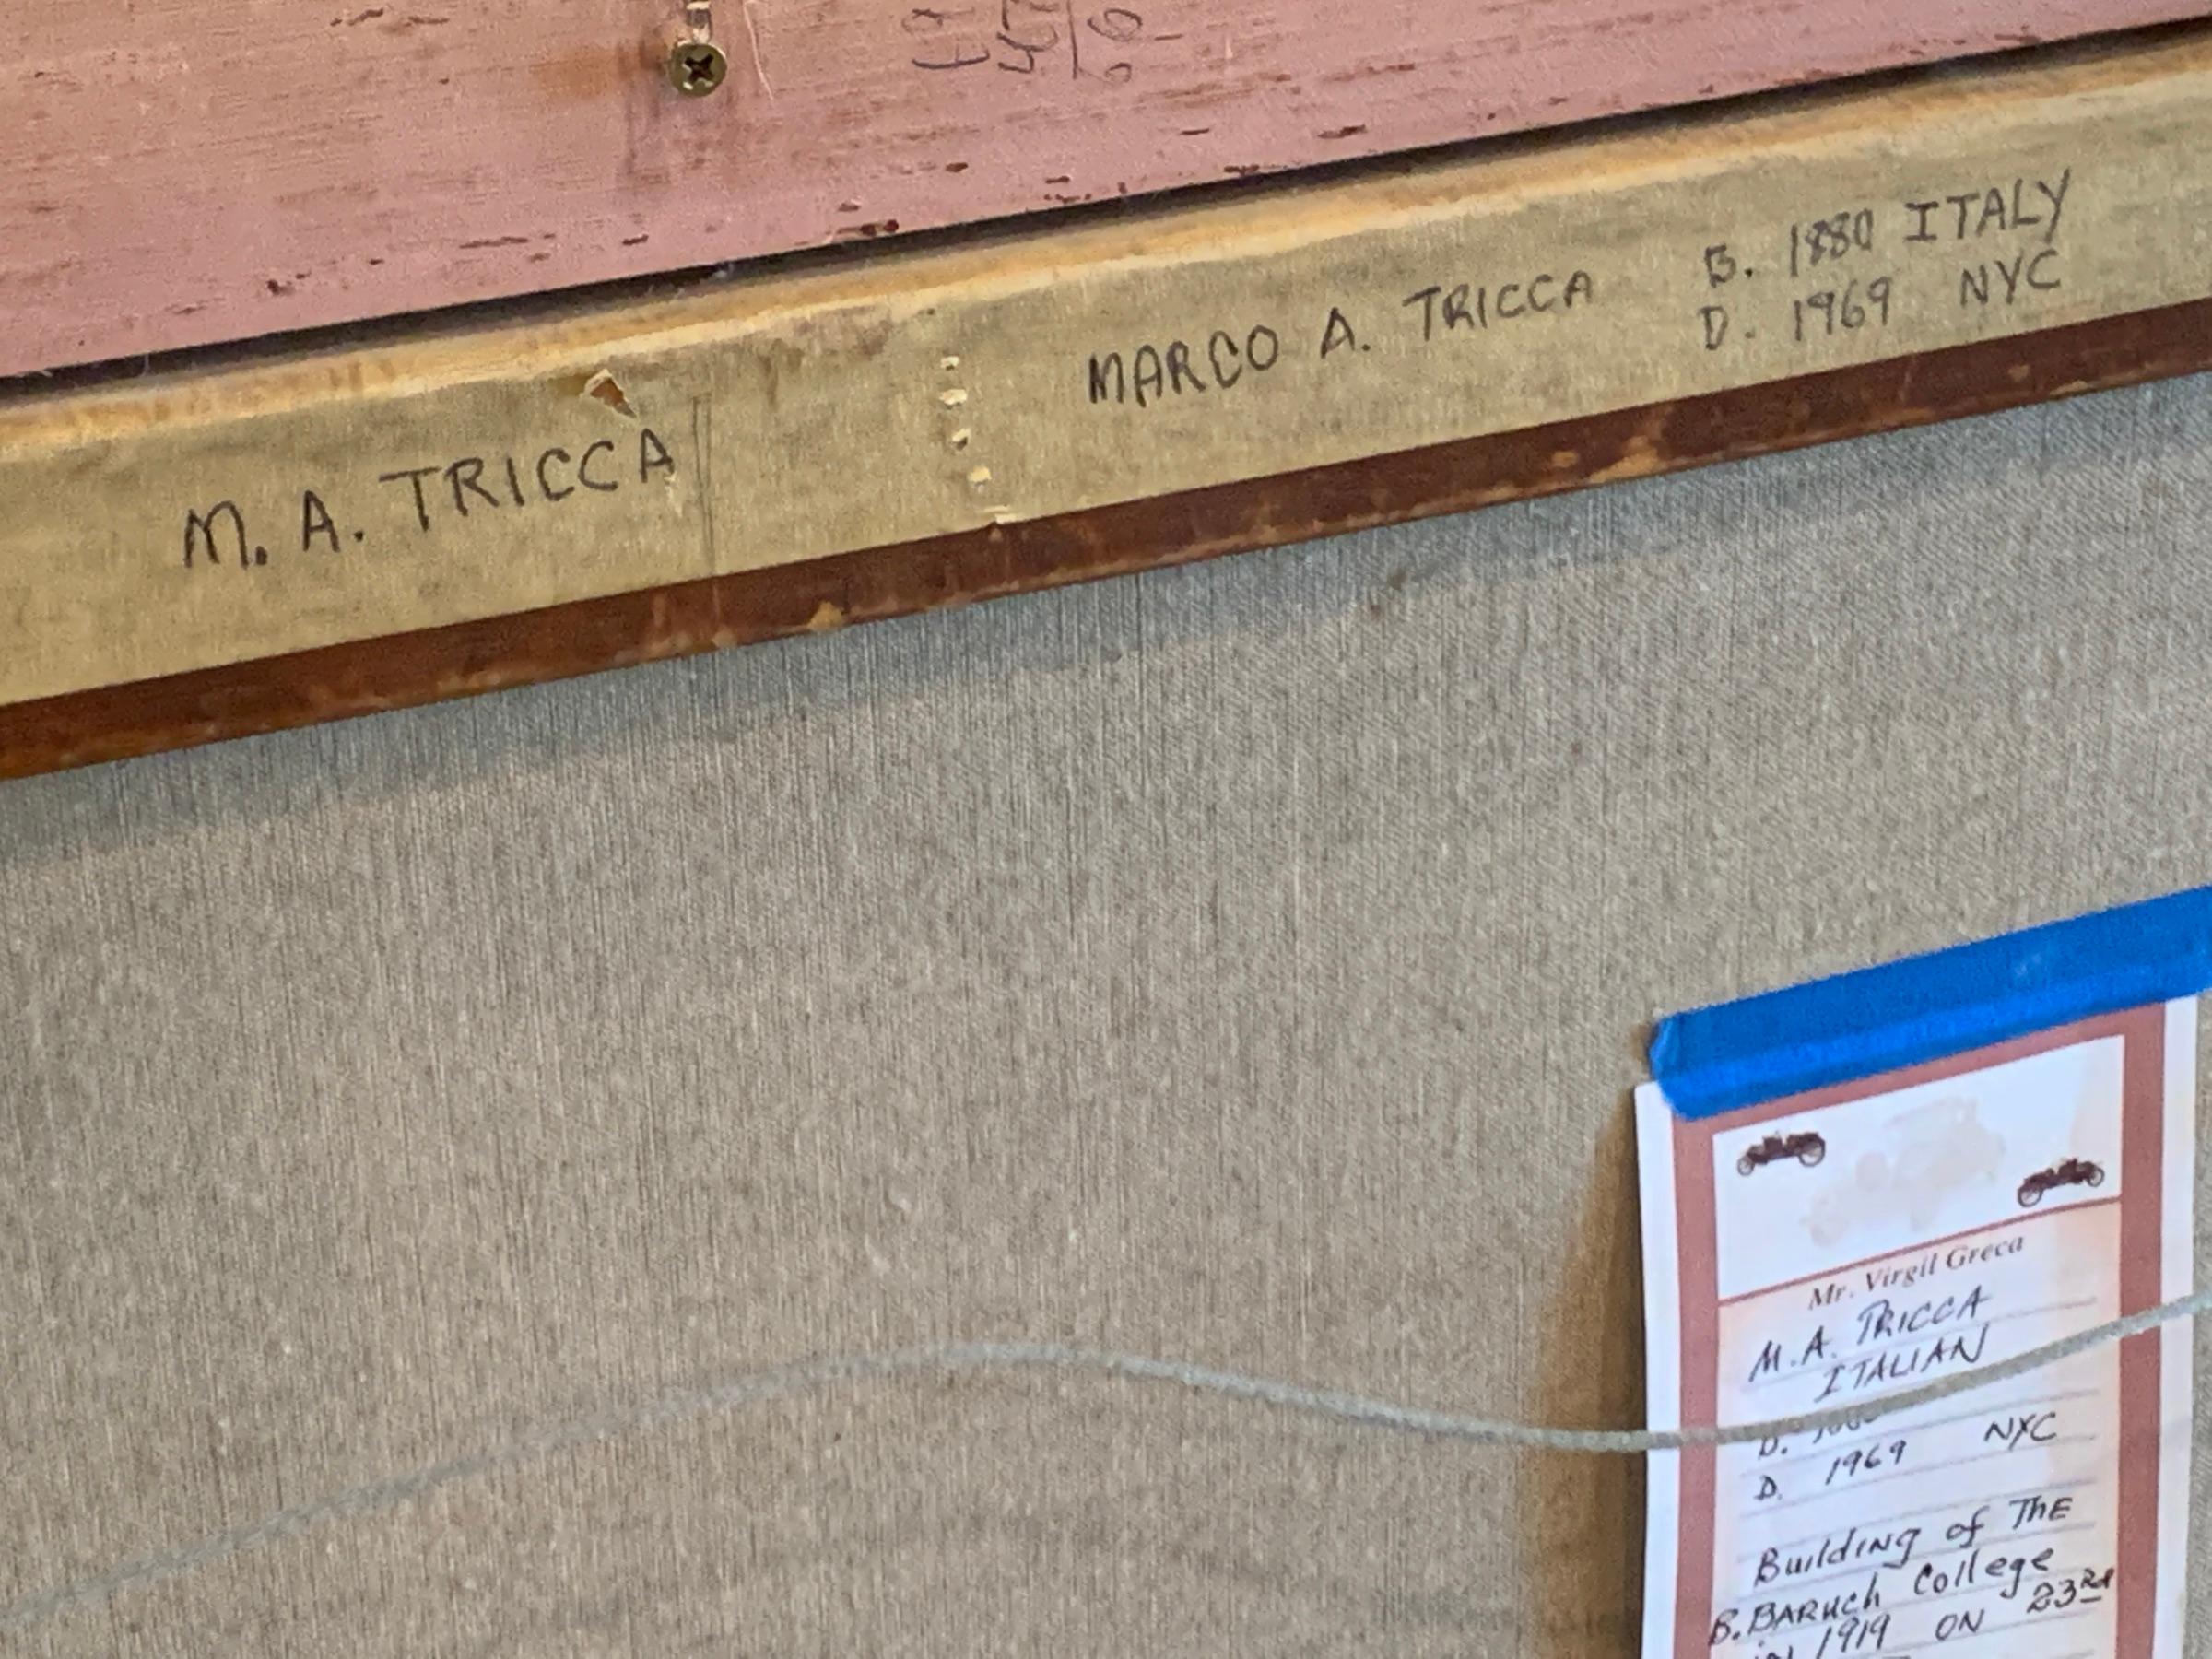 M. A. TRICCA
MARCO A. TRICCA
B. 1880 ITALY
D. 1969 NYC
Mr. Virgil Greca
M.A. TRICCA
ITALIAN
B.
D. 1969 NYC
Building of ThE
B. BARUCh College
iN 1919 ON 23rd